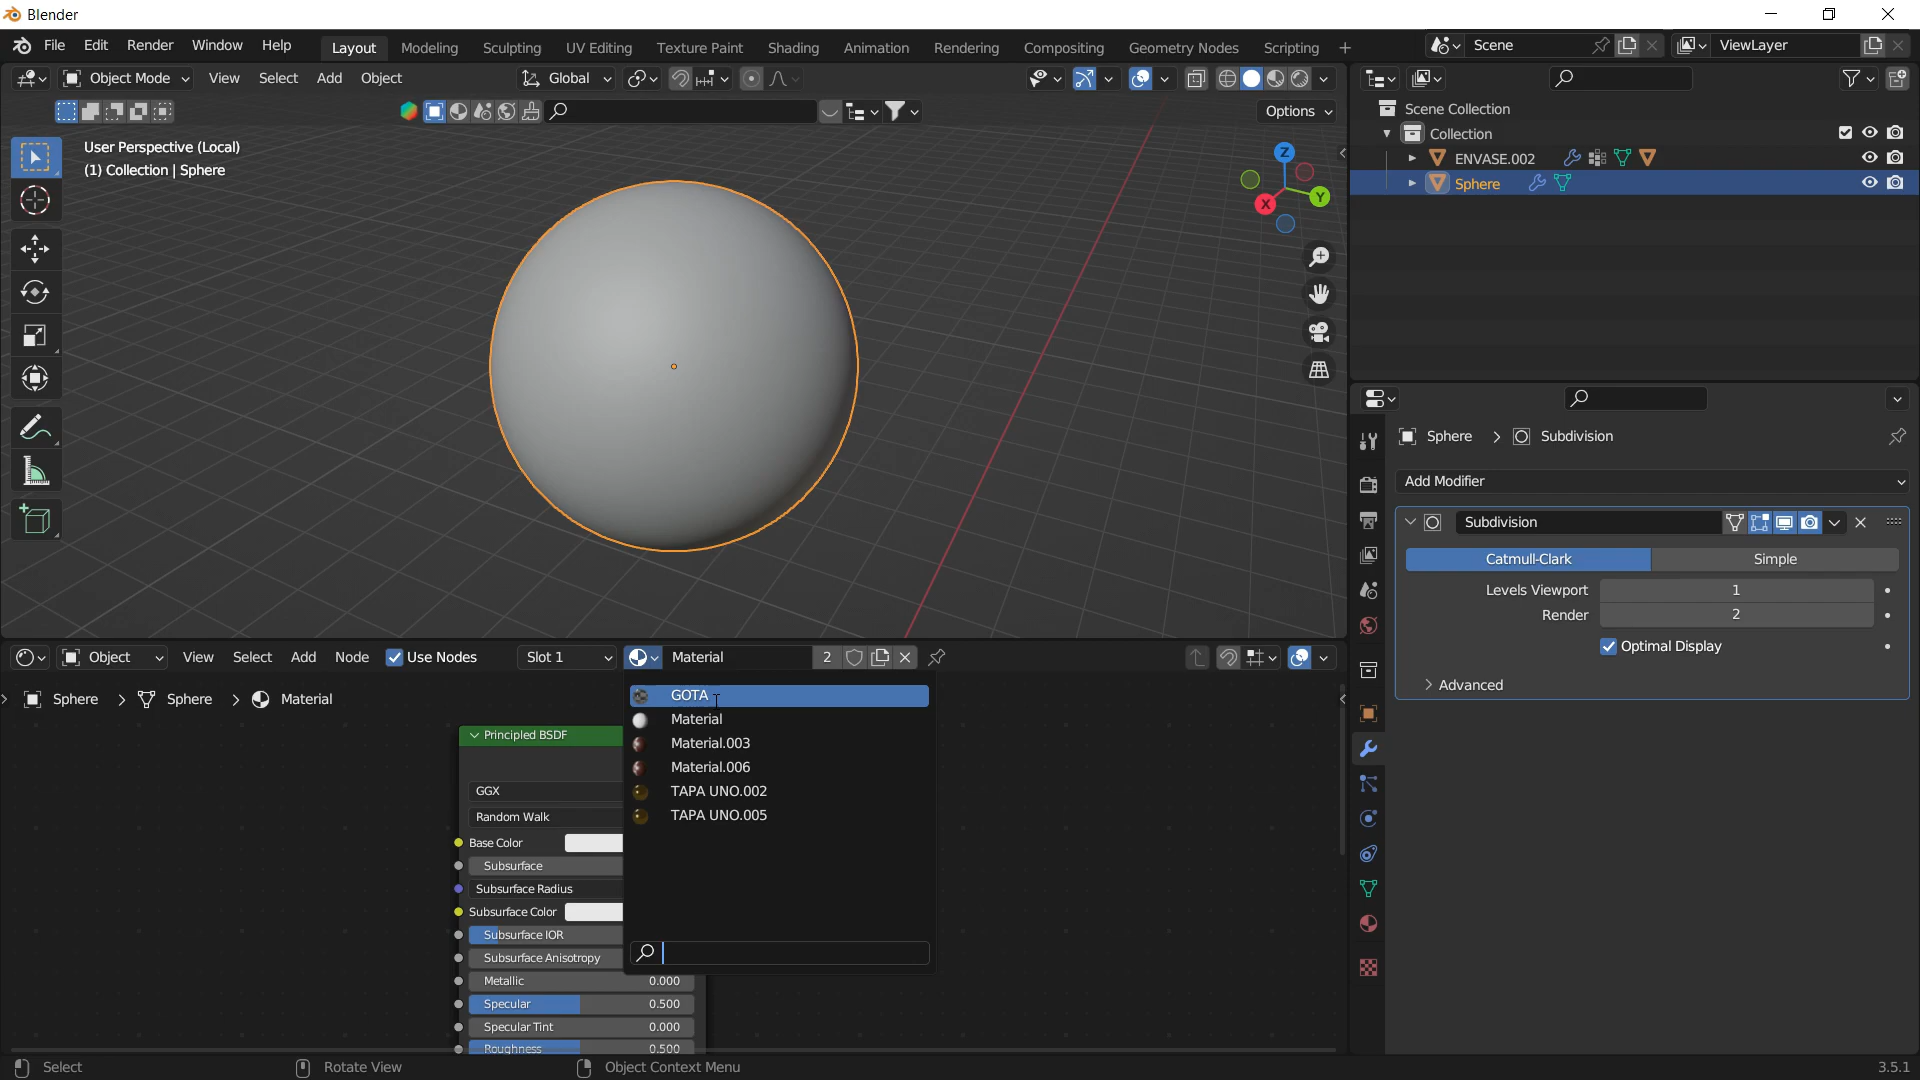 Blender
File Edit Render Window Help Layout Modeling Sculpting UV Editing Texture Paint Shading Animation Rendering Compositing Geometry Nodes Scripting + Scene ViewLayer
Object Mode View Select Add Object Global
Options
User Perspective (Local)
(1) Collection | Sphere
Z
Y
X
Scene Collection
Collection
ENVASE.002
Sphere
Sphere > Subdivision
Add Modifier
Subdivision
Catmull-Clark Simple
Levels Viewport 1
Render 2
Optimal Display
> Advanced
Object View Select Add Node Use Nodes Slot 1 Material 2
Sphere > Sphere > Material
GOTA
Material
Material.003
Material.006
TAPA UNO.002
TAPA UNO.005
Principled BSDF
GGX
Random Walk
Base Color
Subsurface
Subsurface Radius
Subsurface Color
Subsurface IOR
Subsurface Anisotropy
Metallic 0.000
Specular 0.500
Specular Tint 0.000
Roughness 0.500
Select Rotate View Object Context Menu 3.5.1